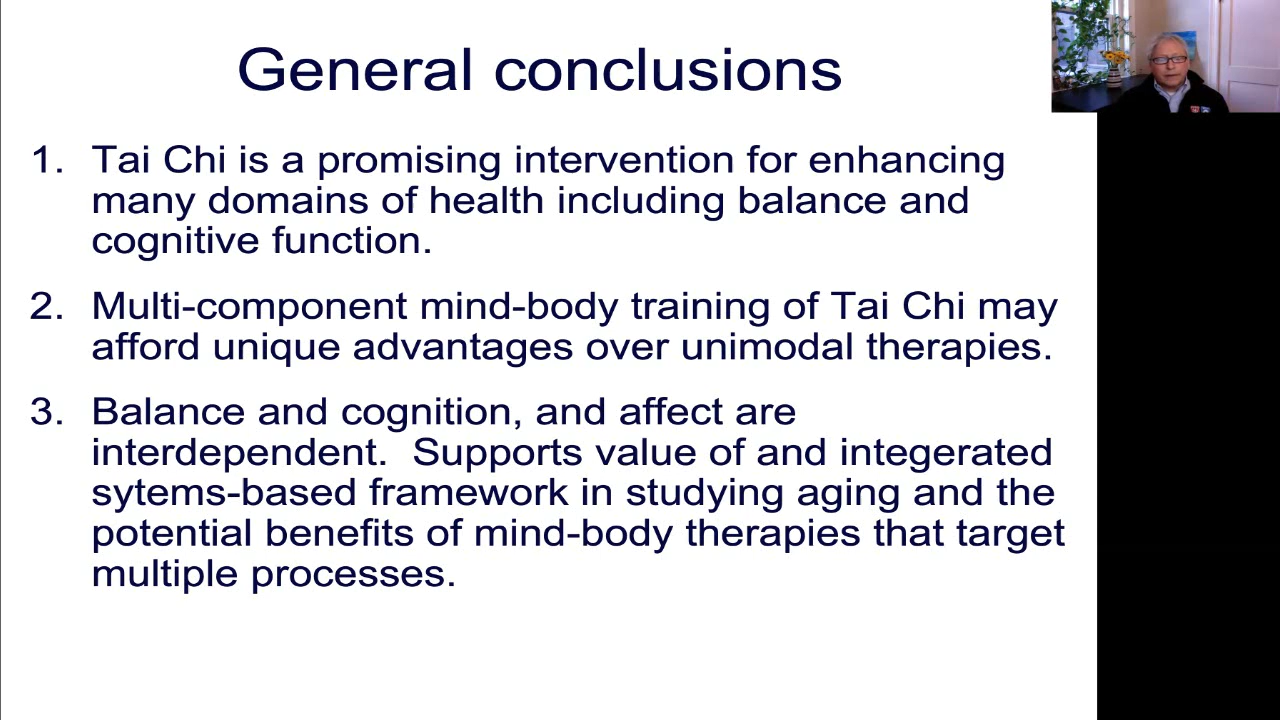 General conclusions
1. Tai Chi is a promising intervention for enhancing
many domains of health including balance and
cognitive function.
2. Multi-component mind-body training of Tai Chi may
afford unique advantages over unimodal therapies.
3. Balance and cognition, and affect are
interdependent.  Supports value of and integerated
sytems-based framework in studying aging and the
potential benefits of mind-body therapies that target
multiple processes.